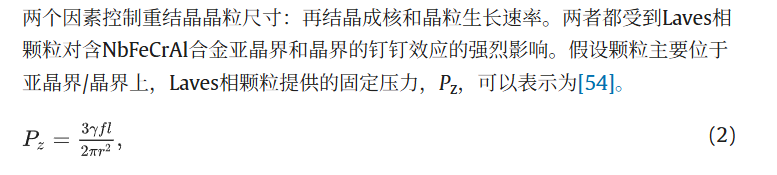 两个因素控制重结晶晶粒尺寸：再结晶成核和晶粒生长速率。两者都受到Laves相
颗粒对含NbFeCrAl合金亚晶界和晶界的钉钉效应的强烈影响。假设颗粒主要位于
亚晶界/晶界上，Laves相颗粒提供的固定压力，P_z，可以表示为[54]。
P_z = \frac{3γfl}{2πr^2}, (2)